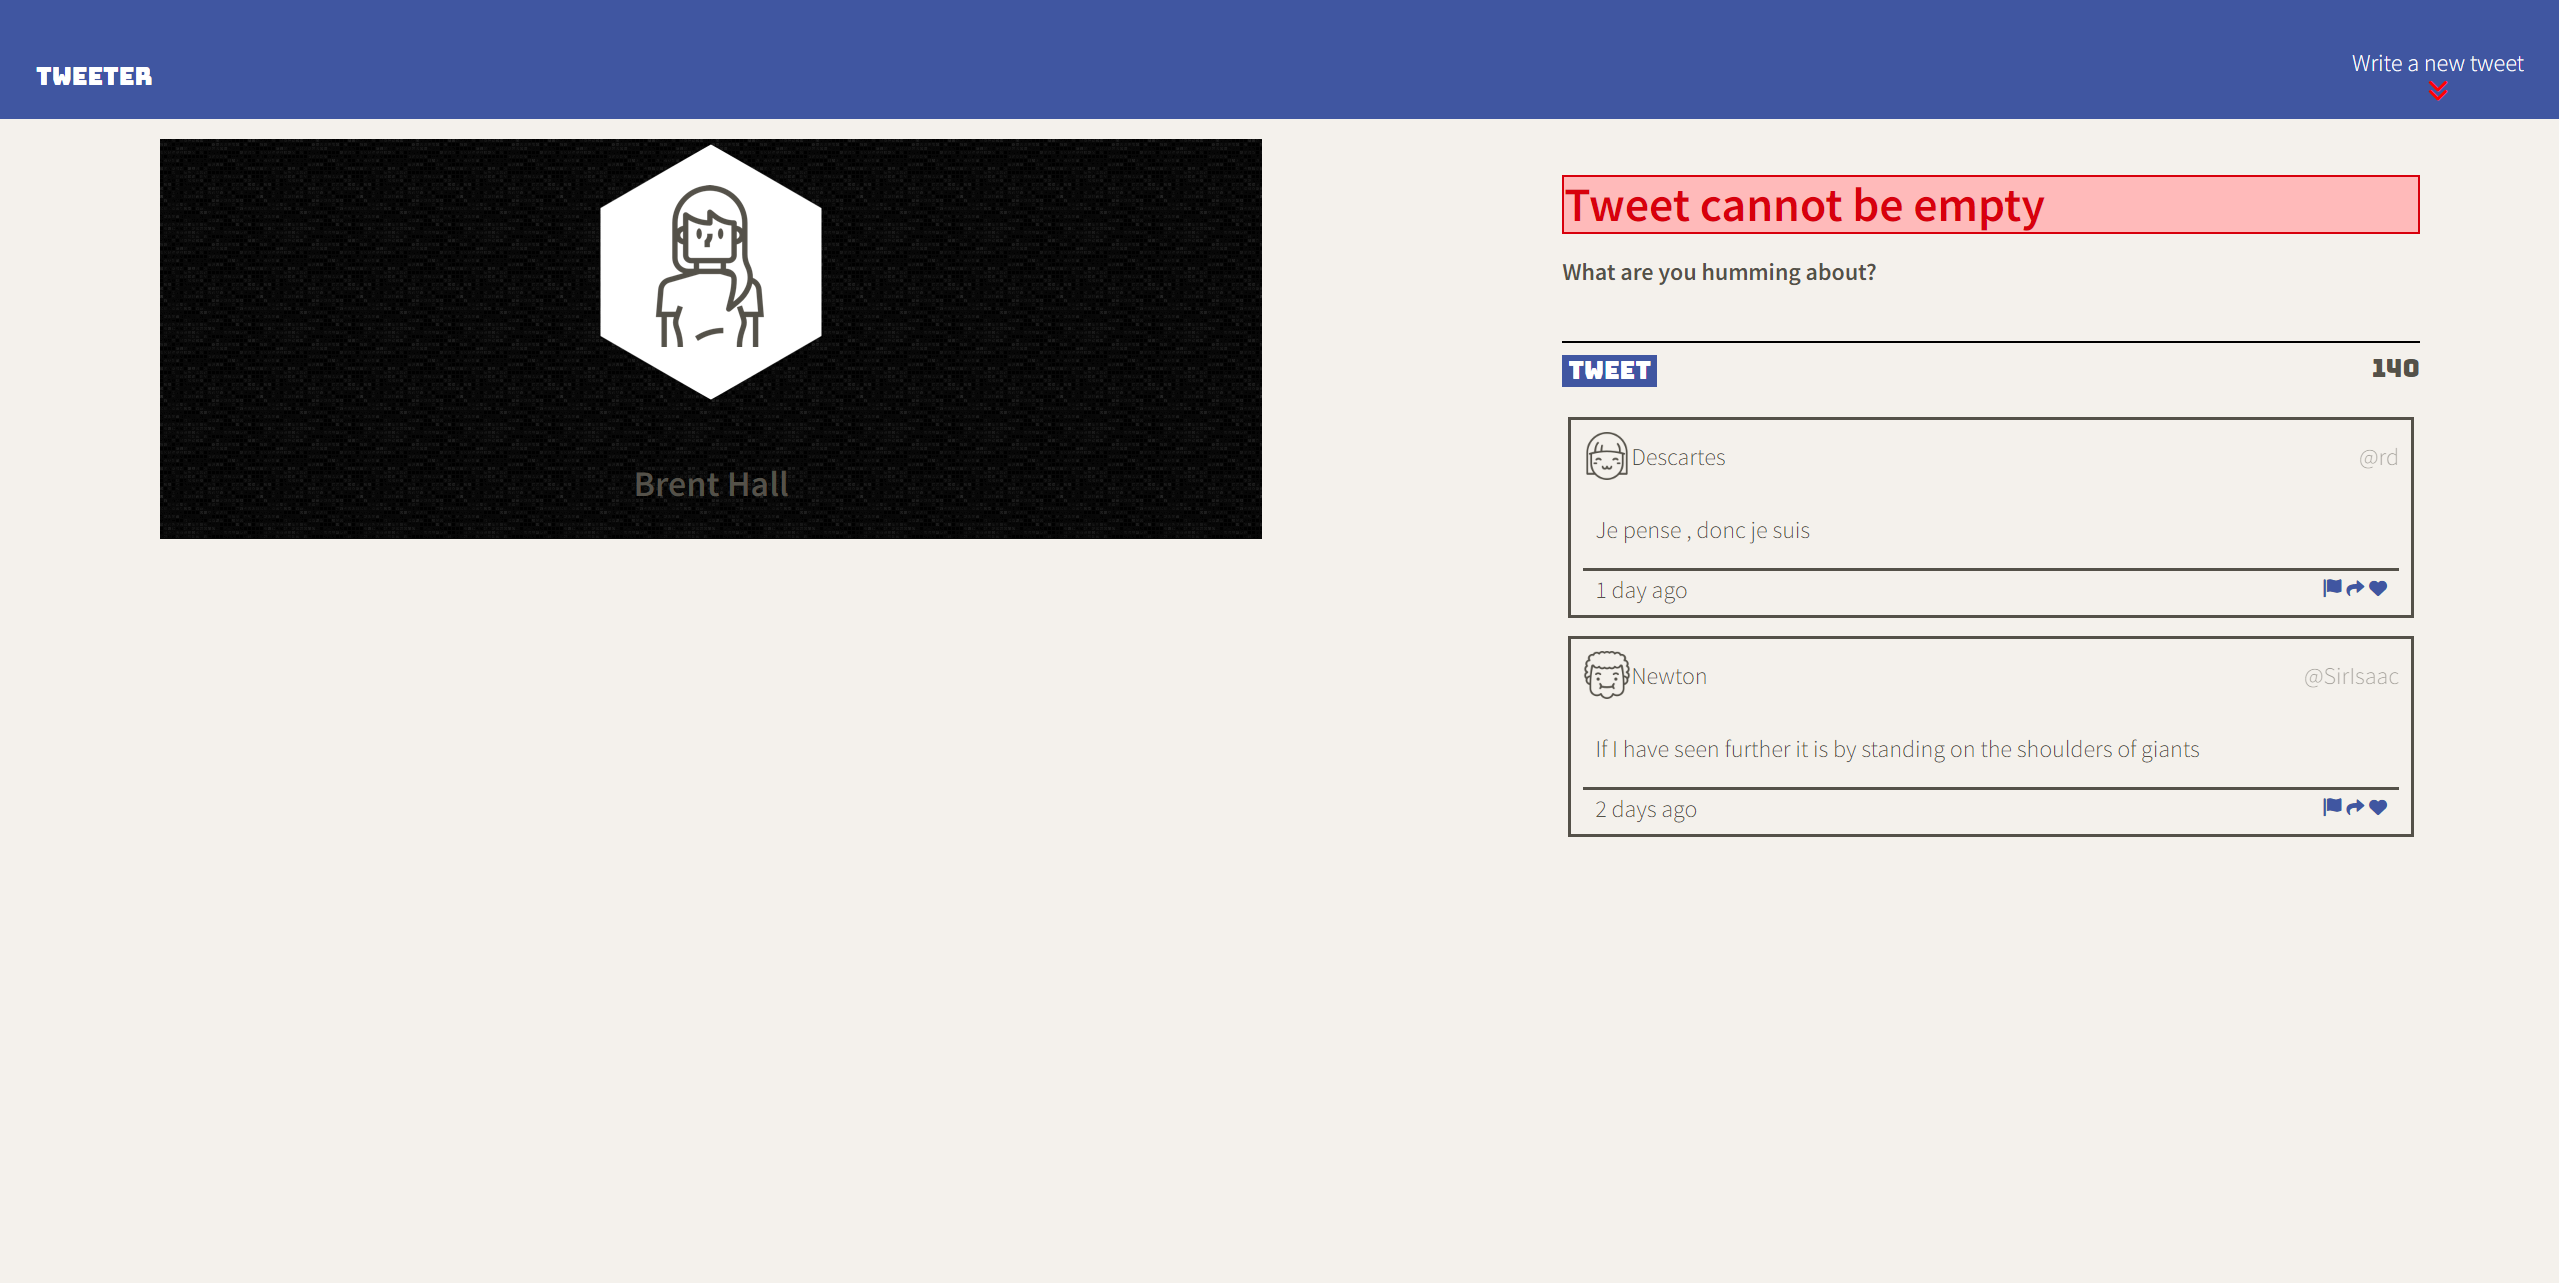 TWEETER
Write a new tweet
Brent Hall
Tweet cannot be empty
What are you humming about?
TWEET
140
Descartes
@rd
Je pense , donc je suis
1 day ago
Newton
@SirIsaac
If I have seen further it is by standing on the shoulders of giants
2 days ago